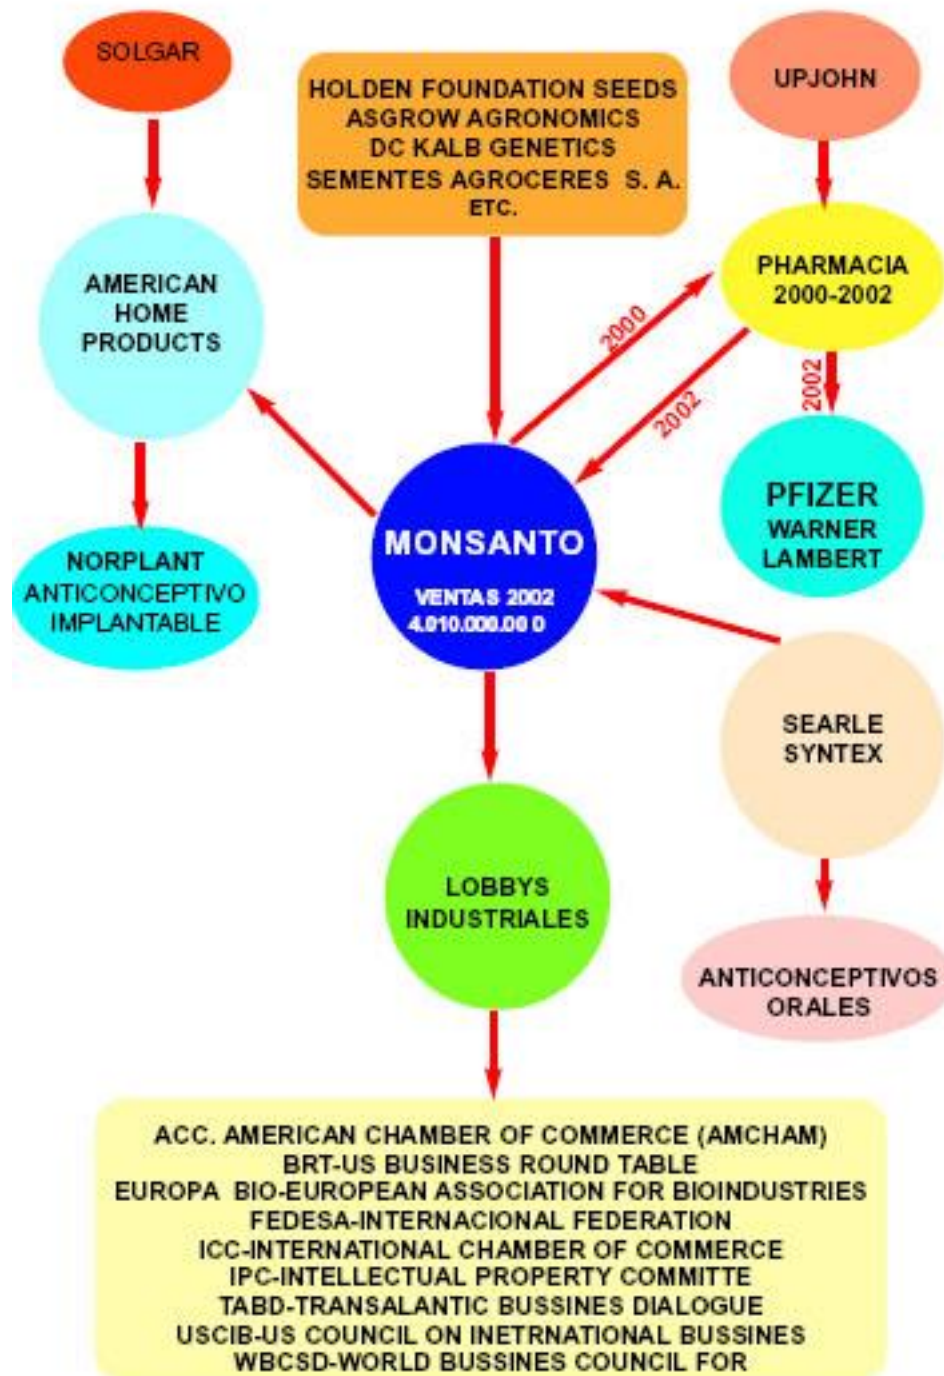 SOLGAR
HOLDEN FOUNDATION SEEDS
ASGROW AGRONOMICS
DC KALB GENETICS
SEMENTES AGROCERES S. A.
ETC.
UPJOHN
AMERICAN
HOME
PRODUCTS
PHARMACIA
2000-2002
2000
2002
2002
NORPLANT
ANTICONCEPTIVO
IMPLANTABLE
MONSANTO
VENTAS 2002
4.010.000.00 0
PFIZER
WARNER
LAMBERT
SEARLE
SYNTEX
LOBBYS
INDUSTRIALES
ANTICONCEPTIVOS
ORALES
ACC. AMERICAN CHAMBER OF COMMERCE (AMCHAM)
BRT-US BUSINESS ROUND TABLE
EUROPA BIO-EUROPEAN ASSOCIATION FOR BIOINDUSTRIES
FEDESA-INTERNACIONAL FEDERATION
ICC-INTERNATIONAL CHAMBER OF COMMERCE
IPC-INTELLECTUAL PROPERTY COMMITTE
TABD-TRANSALANTIC BUSSINES DIALOGUE
USCIB-US COUNCIL ON INETRNATIONAL BUSSINES
WBCSD-WORLD BUSSINES COUNCIL FOR